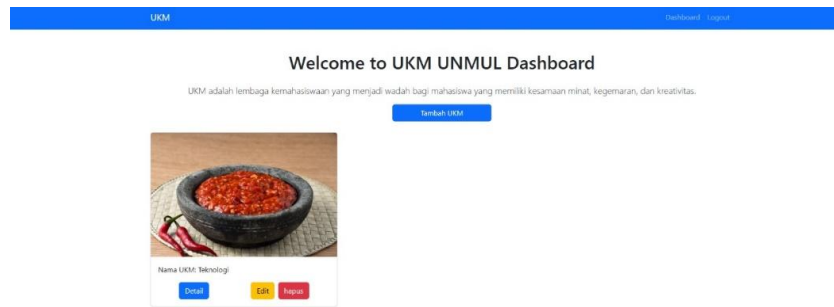 UKM
Dashboard Logout
Welcome to UKM UNMUL Dashboard
UKM adalah lembaga kemahasiswaan yang menjadi wadah bagi mahasiswa yang memiliki kesamaan minat, kegemaran, dan kreativitas.
Tambah UKM
Nama UKM: Teknologi
Detail Edit hapus